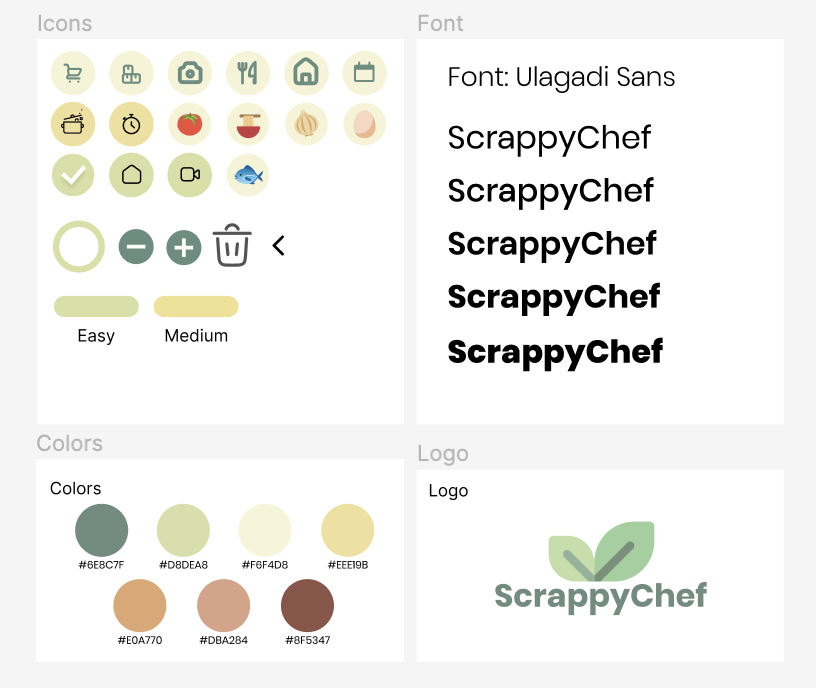 Icons
Easy
Medium
Font
Font: Ulagadi Sans
ScrappyChef
ScrappyChef
ScrappyChef
ScrappyChef
ScrappyChef
Colors
Colors
#6E8C7F
#D8DEA8
#F6F4D8
#EEE19B
#E0A770
#DBA284
#8F5347
Logo
Logo
ScrappyChef